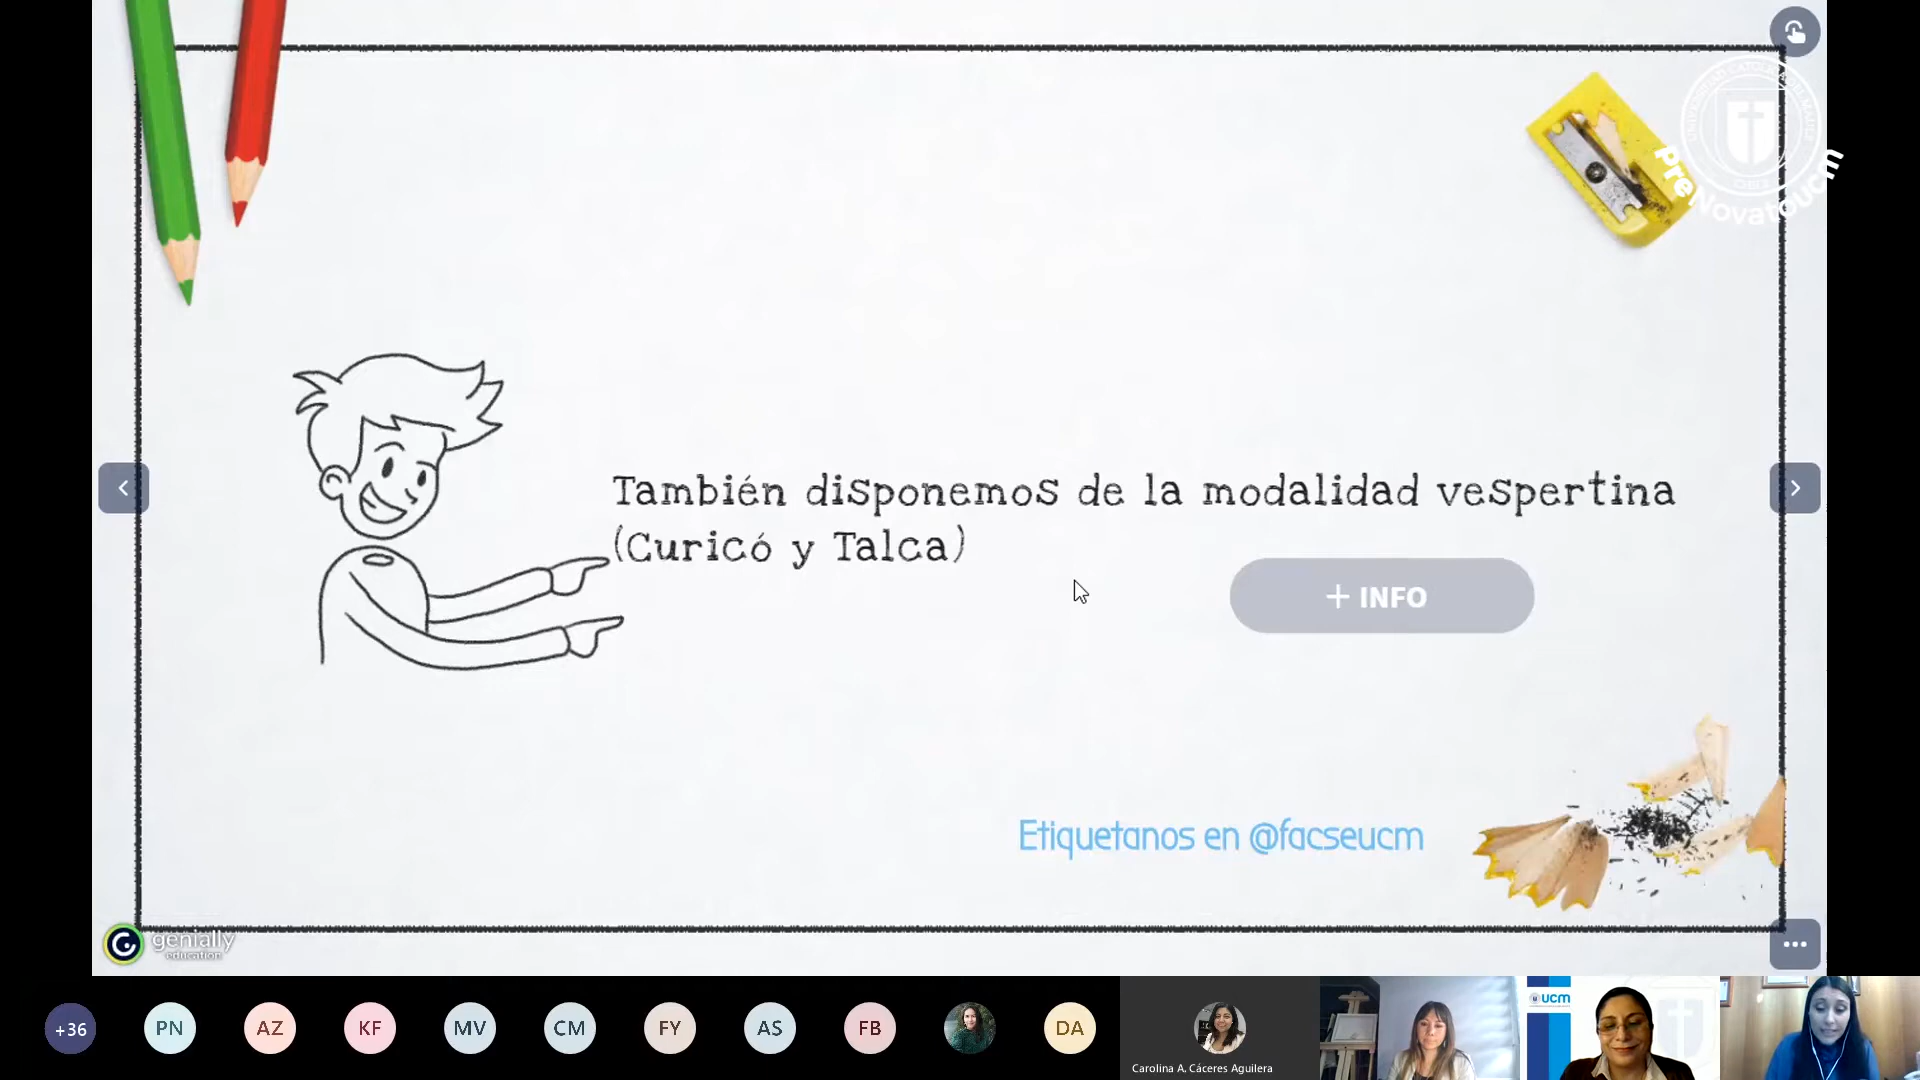 PreNovatoucm
También disponemos de la modalidad vespertina
(Curicó y Talca)
+ INFO
Etiquetanos en @facseucm
genially
education
+36
PN
AZ
KF
MV
CM
FY
AS
FB
DA
Carolina A. Cáceres Aguilera
ucm